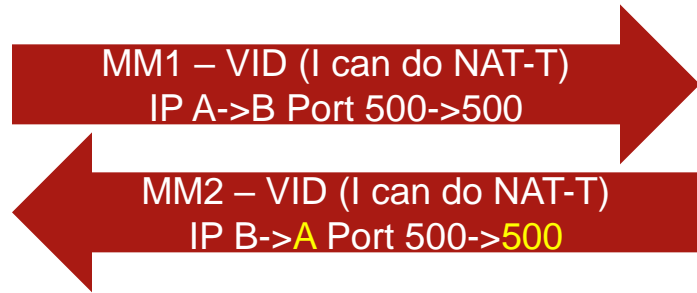 MM1 – VID (I can do NAT-T)
IP A->B Port 500->500
MM2 – VID (I can do NAT-T)
IP B->A Port 500->500